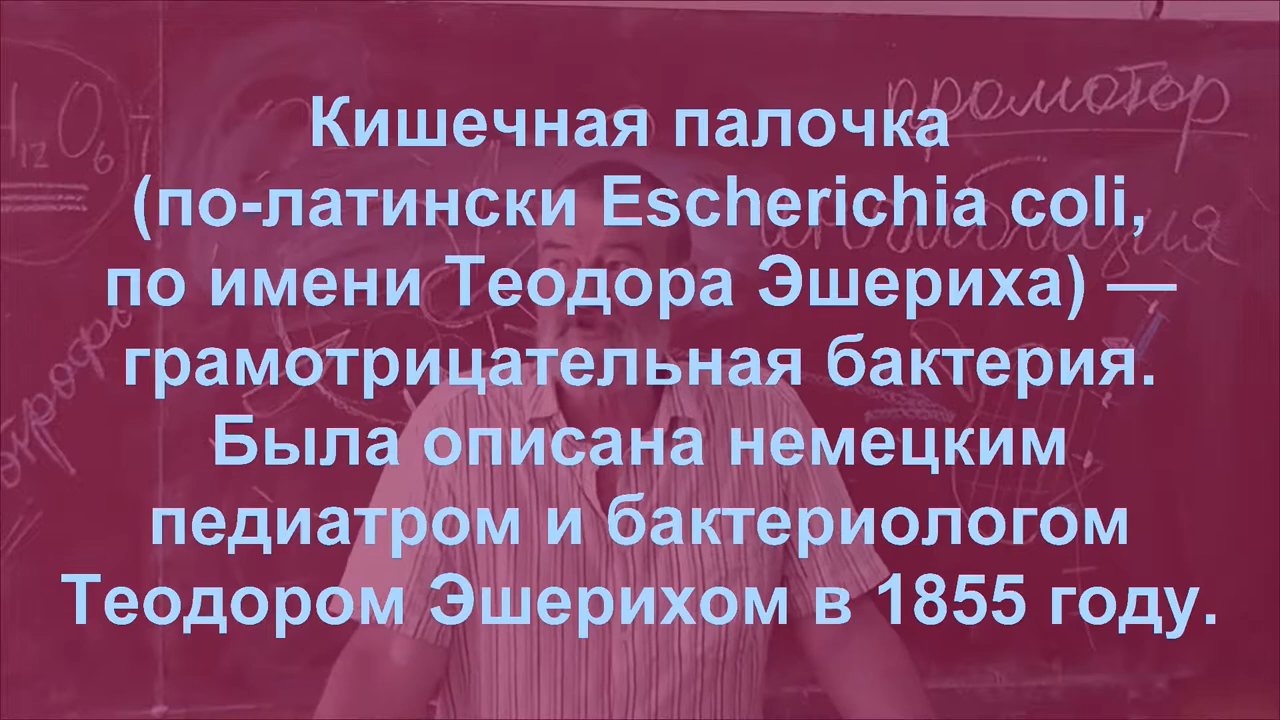 Кишечная палочка
(по-латински Escherichia coli,
по имени Теодора Эшериха) —
грамотрицательная бактерия.
Была описана немецким
педиатром и бактериологом
Теодором Эшерихом в 1855 году.
промотор